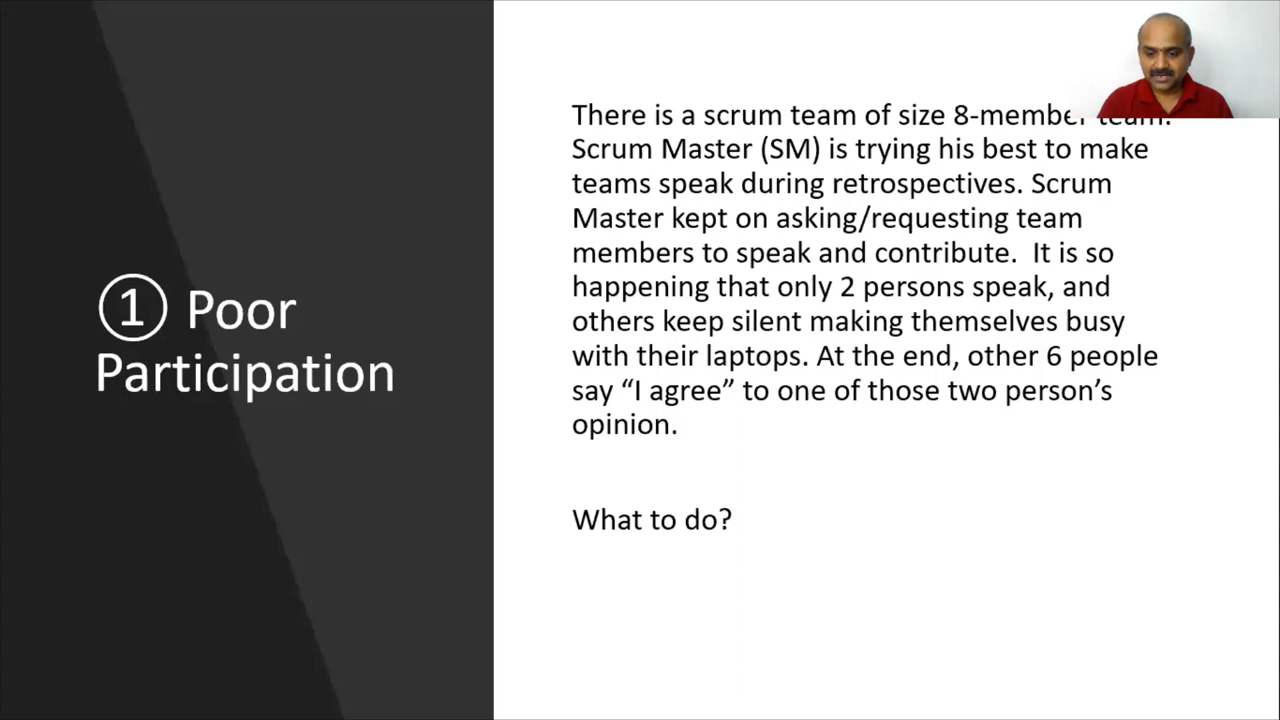 ① Poor
Participation
There is a scrum team of size 8-member team.
Scrum Master (SM) is trying his best to make
teams speak during retrospectives. Scrum
Master kept on asking/requesting team
members to speak and contribute.  It is so
happening that only 2 persons speak, and
others keep silent making themselves busy
with their laptops. At the end, other 6 people
say “I agree” to one of those two person’s
opinion.
What to do?